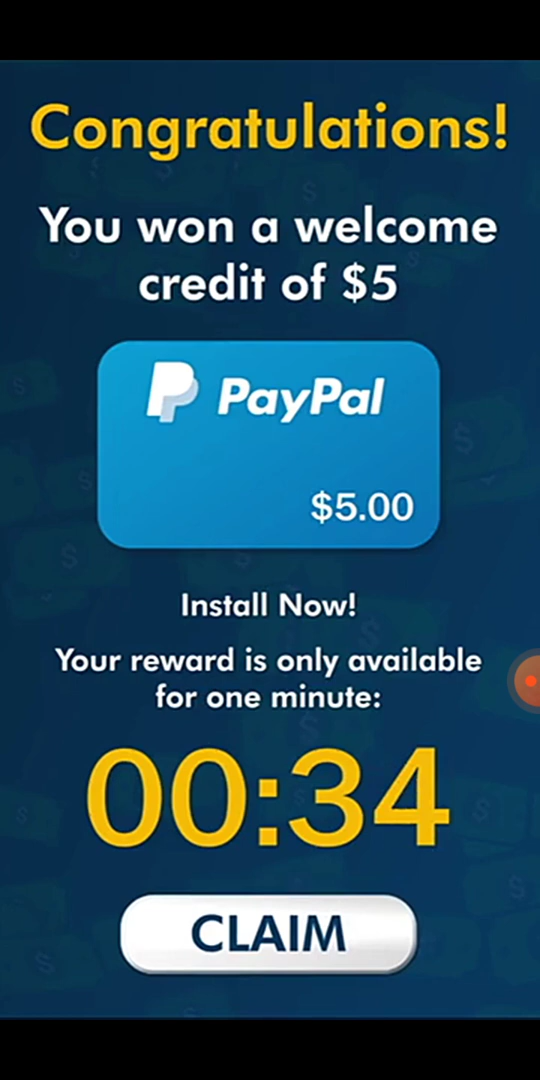 Congratulations!
You won a welcome
credit of $5
PayPal
$5.00
Install Now!
Your reward is only available
for one minute:
00:34
CLAIM